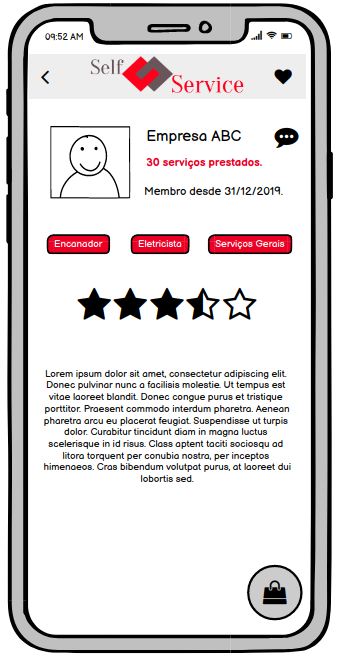 09:52 AM
Self
Service
Empresa ABC
30 serviços prestados.
Membro desde 31/12/2019.
Encanador
Eletricista
Serviços Gerais
Lorem ipsum dolor sit amet, consectetur adipiscing elit.
Donec pulvinar nunc a facilisis molestie. Ut tempus est
vitae laoreet blandit. Donec congue purus et tristique
porttitor. Praesent commodo interdum pharetra. Aenean
pharetra arcu eu placerat feugiat. Suspendisse ut turpis
dolor. Curabitur tincidunt diam in magna luctus
scelerisque in id risus. Class aptent taciti sociosqu ad
litora torquent per conubia nostra, per inceptos
himenaeos. Cras bibendum volutpat purus, at laoreet dui
lobortis sed.